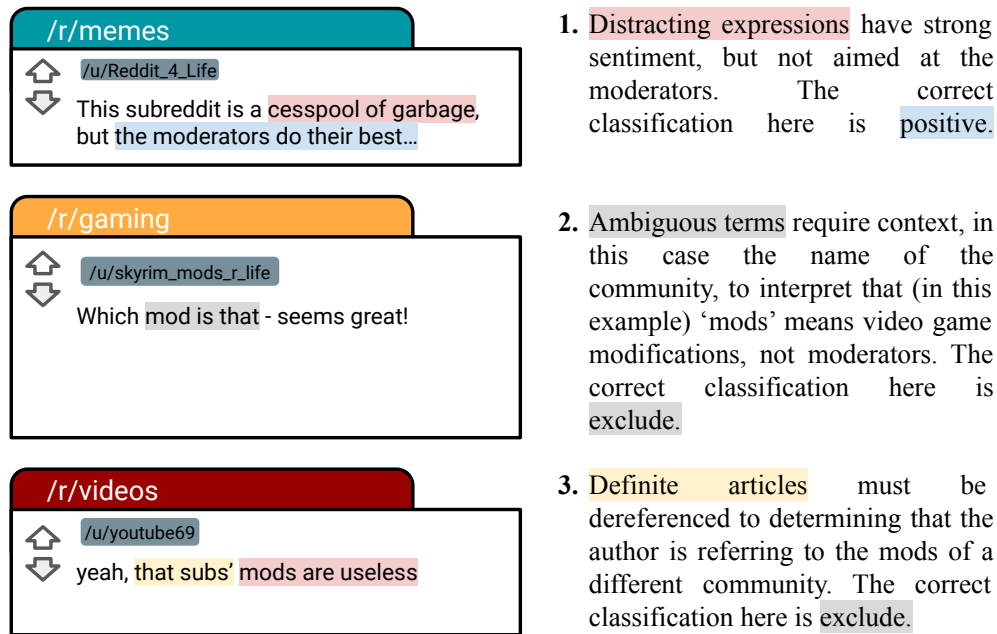 /r/memes
/u/Reddit_4_Life
This subreddit is a cesspool of garbage,
but the moderators do their best...
1. Distracting expressions have strong
sentiment, but not aimed at the
moderators. The correct
classification here is positive.
/r/gaming
/u/skyrim_mods_r_life
Which mod is that - seems great!
2. Ambiguous terms require context, in
this case the name of the
community, to interpret that (in this
example) ‘mods’ means video game
modifications, not moderators. The
correct classification here is
exclude.
/r/videos
/u/youtube69
yeah, that subs’ mods are useless
3. Definite articles must be
dereferenced to determining that the
author is referring to the mods of a
different community. The correct
classification here is exclude.